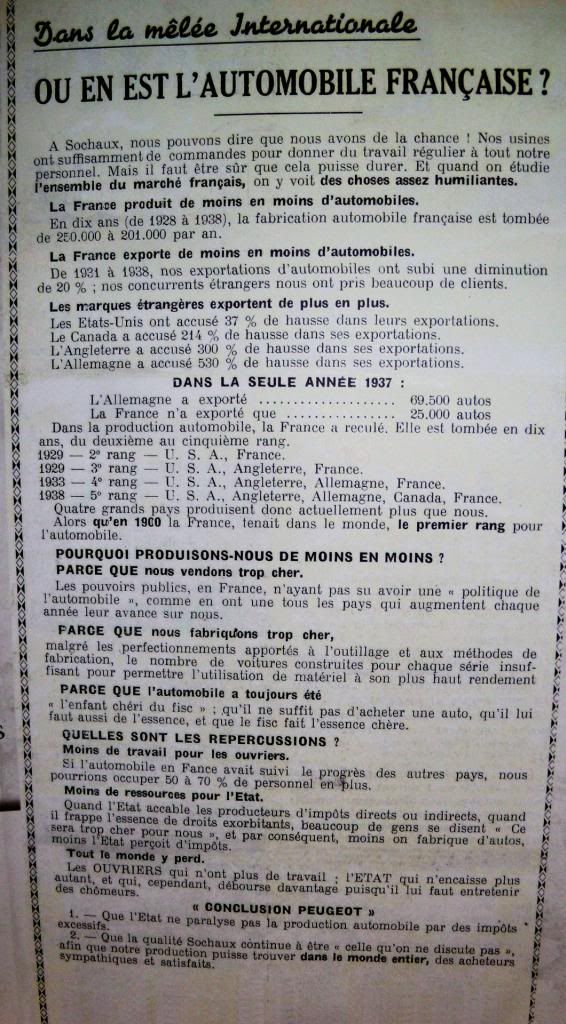 Dans la mêlée Internationale
OU EN EST L'AUTOMOBILE FRANÇAISE ?
A Sochaux, nous pouvons dire que nous avons de la chance ! Nos usines
ont suffisamment de commandes pour donner du travail régulier à tout notre
personnel. Mais il faut être sûr que cela puisse durer. Et quand on étudie
l'ensemble du marché français, on y voit des choses assez humiliantes.
La France produit de moins en moins d'automobiles.
En dix ans (de 1928 à 1938), la fabrication automobile française est tombée
de 250.000 à 201.000 par an.
La France exporte de moins en moins d'automobiles.
De 1931 à 1938, nos exportations d'automobiles ont subi une diminution
de 20 % ; nos concurrents étrangers nous ont pris beaucoup de clients.
Les marques étrangères exportent de plus en plus.
Les Etats-Unis ont accusé 37 % de hausse dans leurs exportations.
Le Canada a accusé 214 % de hausse dans ses exportations.
L'Angleterre a accusé 300 % de hausse dans ses exportations.
L'Allemagne a accusé 530 % de hausse dans ses exportations.
DANS LA SEULE ANNÉE 1937 :
L'Allemagne a exporté .................... 69.500 autos
La France n'a exporté que ................ 25.000 autos
Dans la production automobile, la France a reculé. Elle est tombée en dix
ans, du deuxième au cinquième rang.
1929 — 2e rang — U. S. A., France.
1929 — 3e rang — U. S. A., Angleterre, France.
1933 — 4e rang — U. S. A., Angleterre, Allemagne, France.
1938 — 5e rang — U. S. A., Angleterre, Allemagne, Canada, France.
Quatre grands pays produisent donc actuellement plus que nous.
Alors qu'en 1900 la France, tenait dans le monde, le premier rang pour
l'automobile.
POURQUOI PRODUISONS-NOUS DE MOINS EN MOINS ?
PARCE QUE nous vendons trop cher.
Les pouvoirs publics, en France, n'ayant pas su avoir une « politique de
l'automobile », comme en ont une tous les pays qui augmentent chaque
année leur avance sur nous.
PARCE QUE nous fabriquons trop cher,
malgré les perfectionnements apportés à l'outillage et aux méthodes de
fabrication, le nombre de voitures construites pour chaque série insuf-
fisant pour permettre l'utilisation de matériel à son plus haut rendement
PARCE QUE l'automobile a toujours été
« l'enfant chéri du fisc » ; qu'il ne suffit pas d'acheter une auto, qu'il lui
faut aussi de l'essence, et que le fisc fait l'essence chère.
QUELLES SONT LES REPERCUSSIONS ?
Moins de travail pour les ouvriers.
Si l'automobile en Fance avait suivi le progrès des autres pays, nous
pourrions occuper 50 à 70 % de personnel en plus.
Moins de ressources pour l'Etat.
Quand l'Etat accable les producteurs d'impôts directs ou indirects, quand
il frappe l'essence de droits exorbitants, beaucoup de gens se disent « Ce
sera trop cher pour nous », et par conséquent, moins on fabrique d'autos,
moins l'Etat perçoit d'impôts.
Tout le monde y perd.
Les OUVRIERS qui n'ont plus de travail ; l'ETAT qui n'encaisse plus
autant, et qui, cependant, débourse davantage puisqu'il lui faut entretenir
des chômeurs.
« CONCLUSION PEUGEOT »
1. — Que l'Etat ne paralyse pas la production automobile par des impôts
excessifs.
2. — Que la qualité Sochaux continue à être « celle qu'on ne discute pas »,
afin que notre production puisse trouver dans le monde entier, des acheteurs
sympathiques et satisfaits.